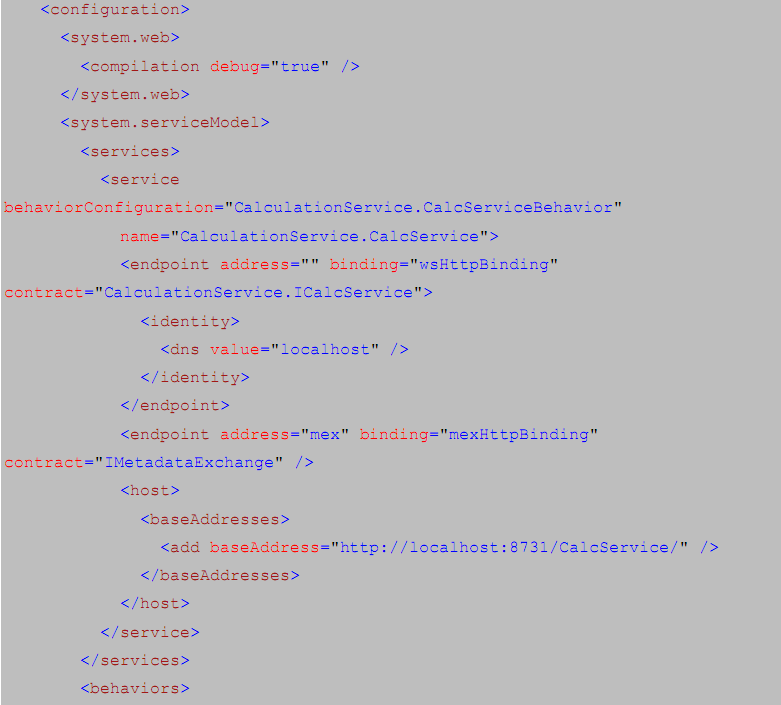 <configuration>
<system.web>
<compilation debug="true" />
</system.web>
<system.serviceModel>
<services>
<service
behaviorConfiguration="CalculationService.CalcServiceBehavior"
name="CalculationService.CalcService">
<endpoint address="" binding="wsHttpBinding"
contract="CalculationService.ICalcService">
<identity>
<dns value="localhost" />
</identity>
</endpoint>
<endpoint address="mex" binding="mexHttpBinding"
contract="IMetadataExchange" />
<host>
<baseAddresses>
<add baseAddress="http://localhost:8731/CalcService/" />
</baseAddresses>
</host>
</service>
</services>
<behaviors>